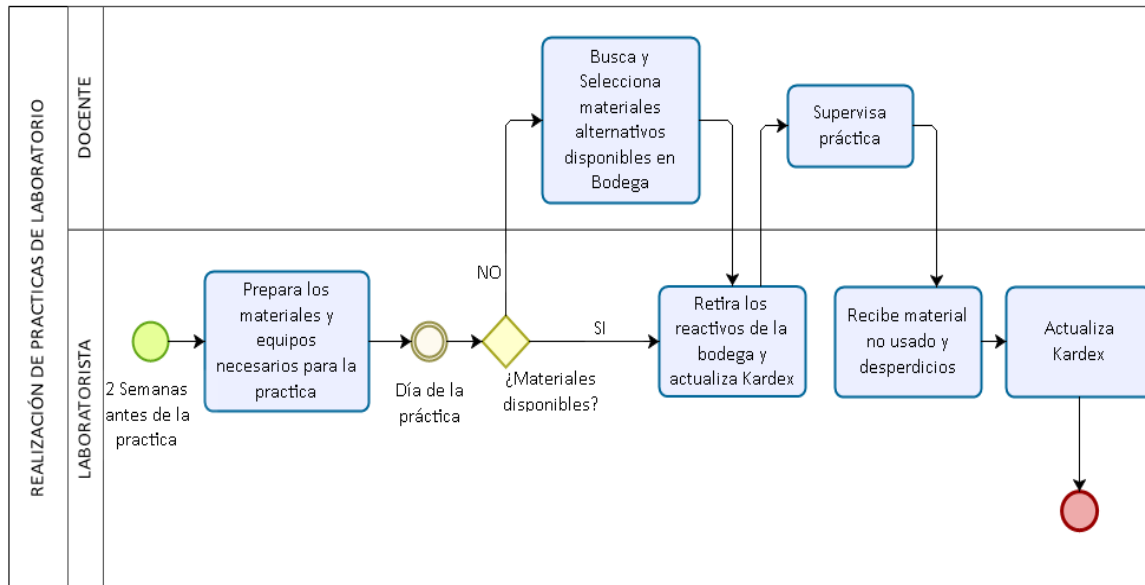 REALIZACIÓN DE PRACTICAS DE LABORATORIO
DOCENTE
Busca y
Selecciona
materiales
alternativos
disponibles en
Bodega
Supervisa
práctica
LABORATORISTA
2 Semanas
antes de la
practica
Prepara los
materiales y
equipos
necesarios para la
practica
Día de la
práctica
NO
SI
¿Materiales
disponibles?
Retira los
reactivos de la
bodega y
actualiza Kardex
Recibe material
no usado y
desperdicios
Actualiza
Kardex